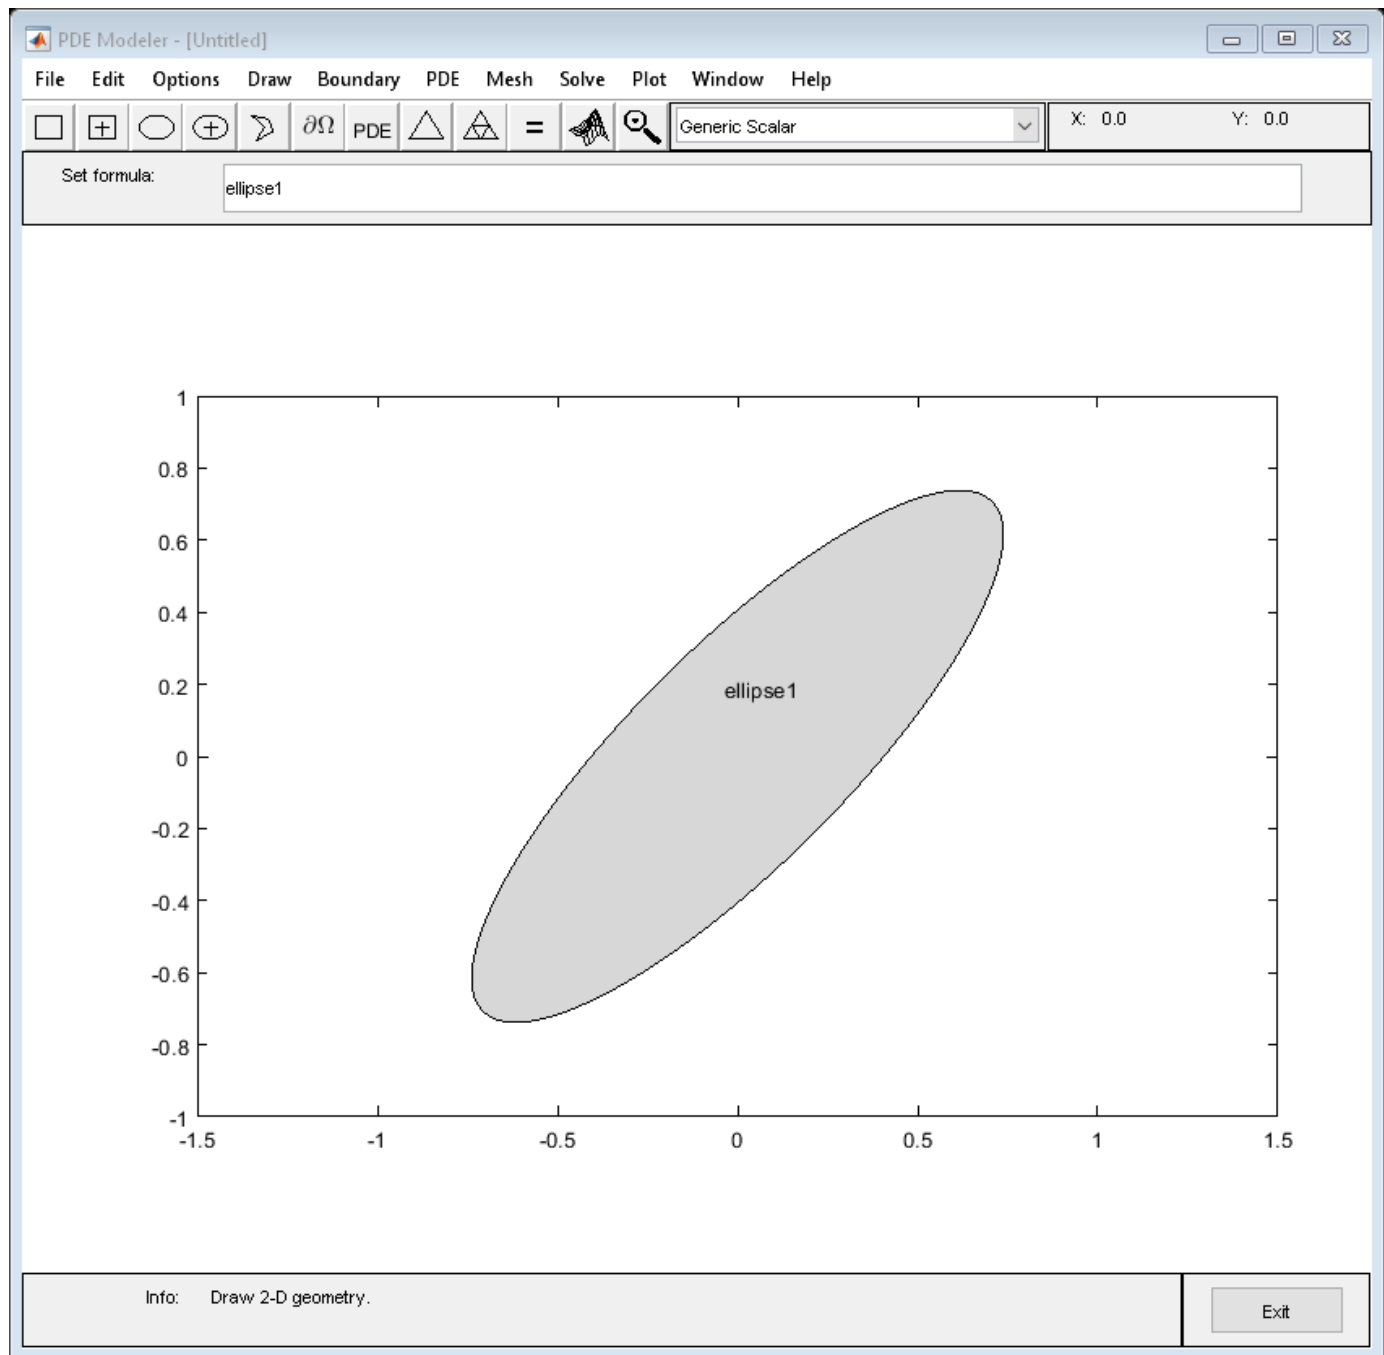 PDE Modeler - [Untitled]
File Edit Options Draw Boundary PDE Mesh Solve Plot Window Help
∂Ω PDE = Generic Scalar X: 0.0 Y: 0.0
Set formula: ellipse1
1
0.8
0.6
0.4
0.2
0
-0.2
-0.4
-0.6
-0.8
-1
ellipse1
-1.5 -1 -0.5 0 0.5 1 1.5
Info: Draw 2-D geometry.
Exit